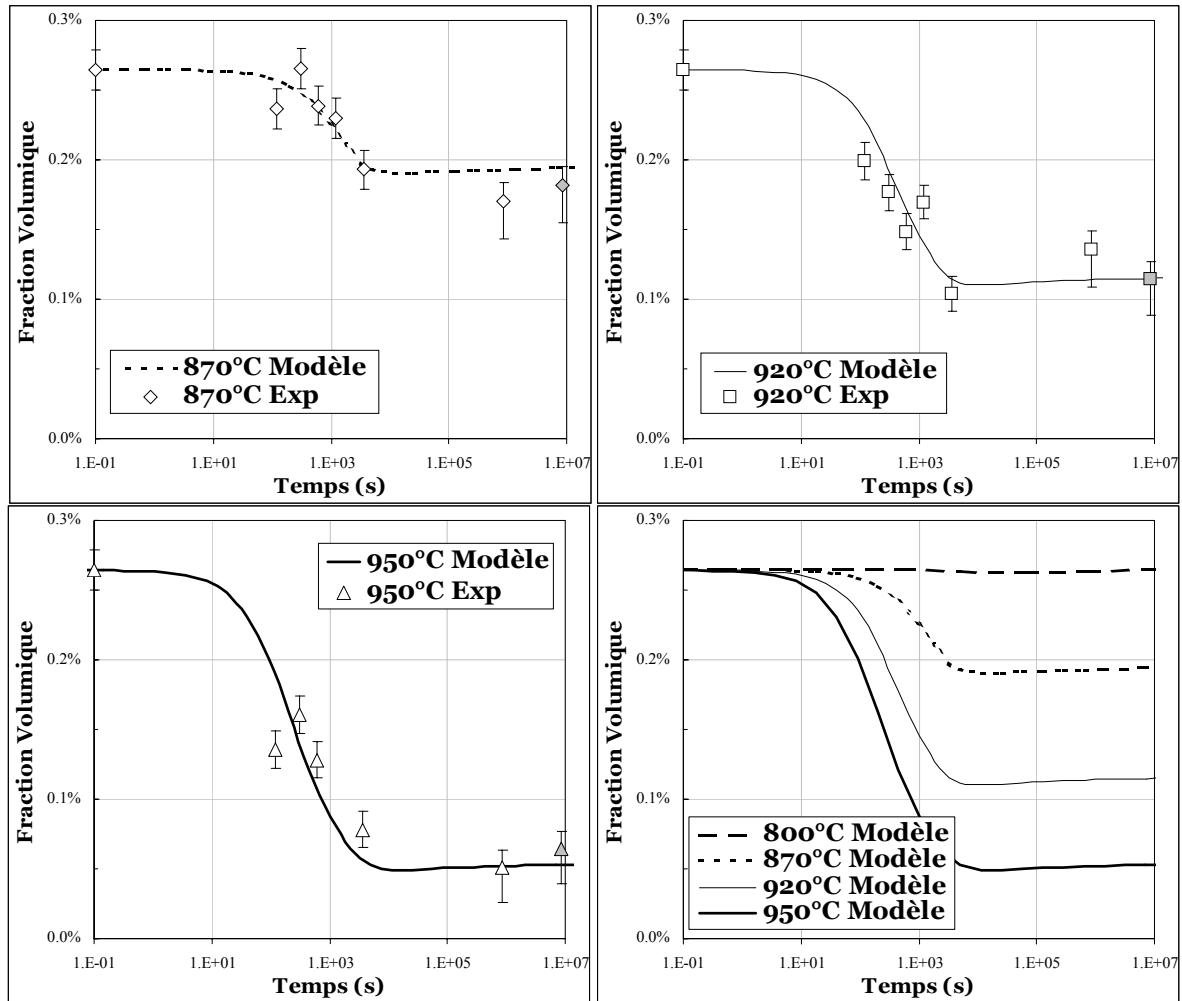 0.3%
0.2%
0.1%
0.0%
Fraction Volumique
870°C Modèle
870°C Exp
1.E-01 1.E+01 1.E+03 1.E+05 1.E+07
Temps (s)
0.3%
0.2%
0.1%
0.0%
Fraction Volumique
920°C Modèle
920°C Exp
1.E-01 1.E+01 1.E+03 1.E+05 1.E+07
Temps (s)
0.3%
0.2%
0.1%
0.0%
Fraction Volumique
950°C Modèle
950°C Exp
1.E-01 1.E+01 1.E+03 1.E+05 1.E+07
Temps (s)
0.3%
0.2%
0.1%
0.0%
Fraction Volumique
800°C Modèle
870°C Modèle
920°C Modèle
950°C Modèle
1.E-01 1.E+01 1.E+03 1.E+05 1.E+07
Temps (s)